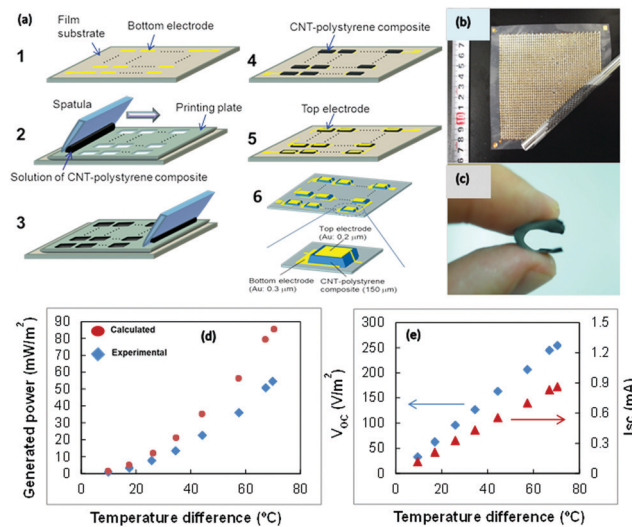 (a)
Film
substrate
Bottom electrode
1
Spatula
Printing plate
2
Solution of CNT-polystyrene composite
3
CNT-polystyrene composite
4
Top electrode
5
6
Top electrode
(Au: 0.2 μm)
Bottom electrode
(Au: 0.3 μm)
CNT-polystyrene
composite (150 μm)
(b)
(c)
(d)
Calculated
Experimental
Generated power (mW/m²)
90
80
70
60
50
40
30
20
10
0
0 20 40 60 80
Temperature difference (°C)
(e)
V_OC (V/m²)
300
250
200
150
100
50
0
0 20 40 60 80
Temperature difference (°C)
1.5
1.2
0.9
0.6
0.3
0
I_SC (mA)